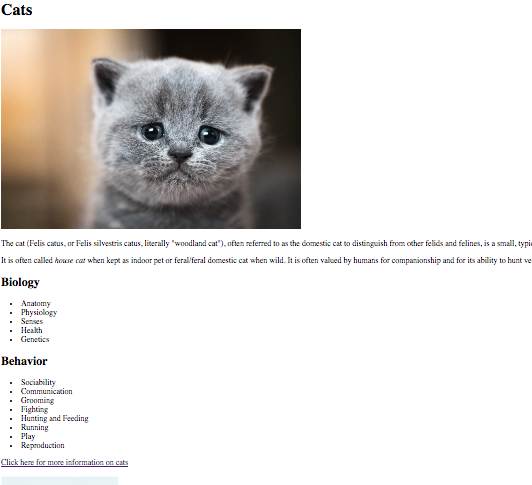 Cats
The cat (Felis catus, or Felis silvestris catus, literally "woodland cat"), often referred to as the domestic cat to distinguish from other felids and felines, is a small,
It is often called house cat when kept as indoor pet or feral/feral domestic cat when wild. It is often valued by humans for companionship and for its ability to hunt
Biology
• Anatomy
• Physiology
• Senses
• Health
• Genetics
Behavior
• Sociability
• Communication
• Grooming
• Fighting
• Hunting and Feeding
• Running
• Play
• Reproduction
Click here for more information on cats